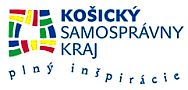 KOŠICKÝ
SAMOSPRÁVNY
KRAJ
plný inšpirácie